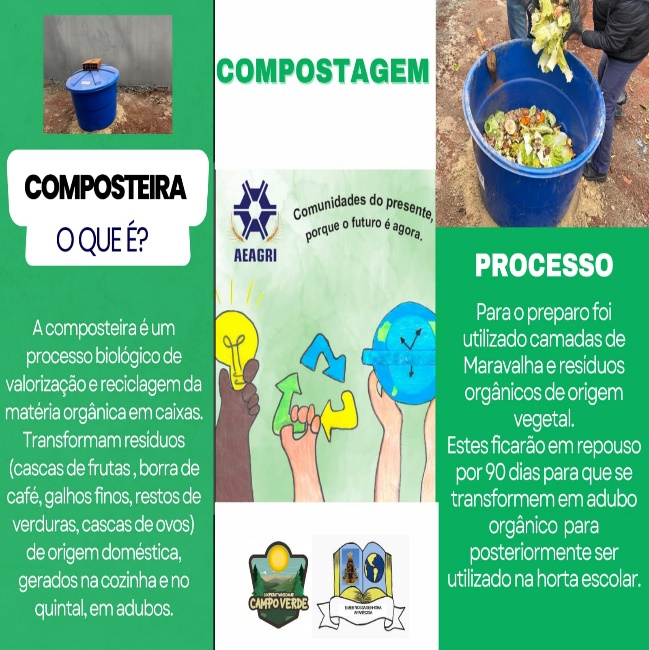 COMPOSTEIRA
O QUE É?
A composteira é um
processo biológico de
valorização e reciclagem da
matéria orgânica em caixas.
Transformam resíduos
(cascas de frutas , borra de
café, galhos finos, restos de
verduras, cascas de ovos)
de origem doméstica,
gerados na cozinha e no
quintal, em adubos.
COMPOSTAGEM
AEAGRI
Comunidades do presente,
porque o futuro é agora.
CAMPO VERDE
PROCESSO
Para o preparo foi
utilizado camadas de
Maravalha e resíduos
orgânicos de origem
vegetal.
Estes ficarão em repouso
por 90 dias para que se
transformem em adubo
orgânico para
posteriormente ser
utilizado na horta escolar.